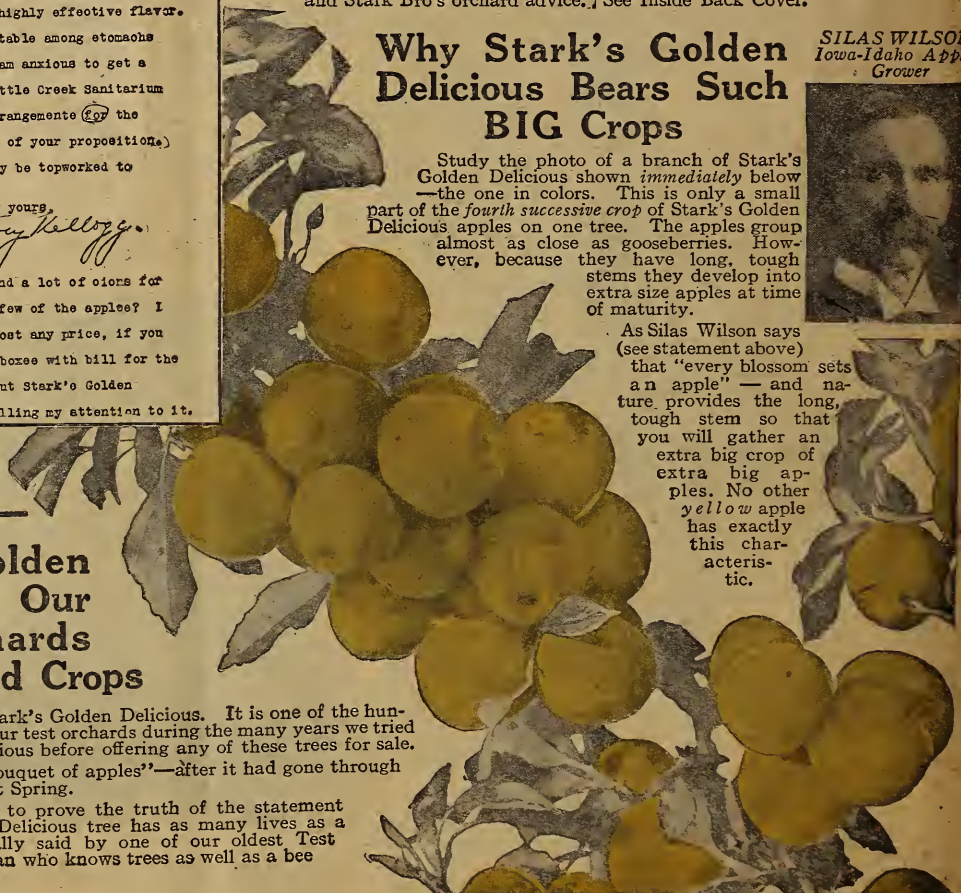 highly effective flavor.
table among stomachs
am anxious to get a
ttle Creek Sanitarium
rangements for the
of your proposition.)
y be topworked to
yours,
ey Kellogg.
nd a lot of cions for
few of the apples? I
ost any price, if you
boxes with bill for the
ut Stark's Golden
lling my attention to it.
and Stark Bro's orchard advice. See Inside Back Cover.
Why Stark's Golden
Delicious Bears Such
BIG Crops
Study the photo of a branch of Stark's
Golden Delicious shown immediately below
—the one in colors. This is only a small
part of the fourth successive crop of Stark's Golden
Delicious apples on one tree. The apples group
almost as close as gooseberries. How-
ever, because they have long, tough
stems they develop into
extra size apples at time
of maturity.
As Silas Wilson says
(see statement above)
that "every blossom sets
an apple" — and na-
ture provides the long,
tough stem so that
you will gather an
extra big crop of
extra big ap-
ples. No other
yellow apple
has exactly
this char-
acteris-
tic.
SILAS WILSO
Iowa-Idaho App
Grower
olden
Our
hards
d Crops
ark's Golden Delicious. It is one of the hun-
ur test orchards during the many years we tried
ious before offering any of these trees for sale.
ouquet of apples"—after it had gone through
t Spring.
to prove the truth of the statement
Delicious tree has as many lives as a
lly said by one of our oldest Test
an who knows trees as well as a bee